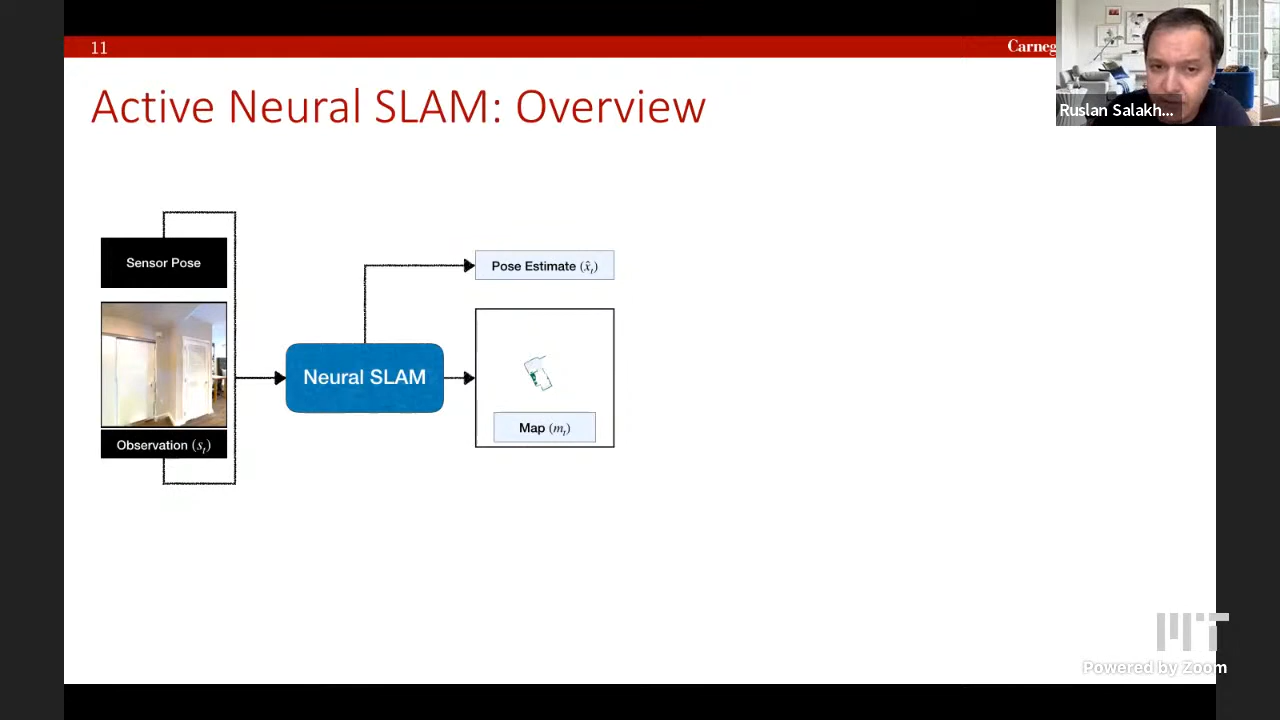 11
Carneg
Ruslan Salakh...
Active Neural SLAM: Overview
Sensor Pose
Pose Estimate (x̂ₜ)
Neural SLAM
Map (mₜ)
Observation (sₜ)
MIT
Powered by Zoom